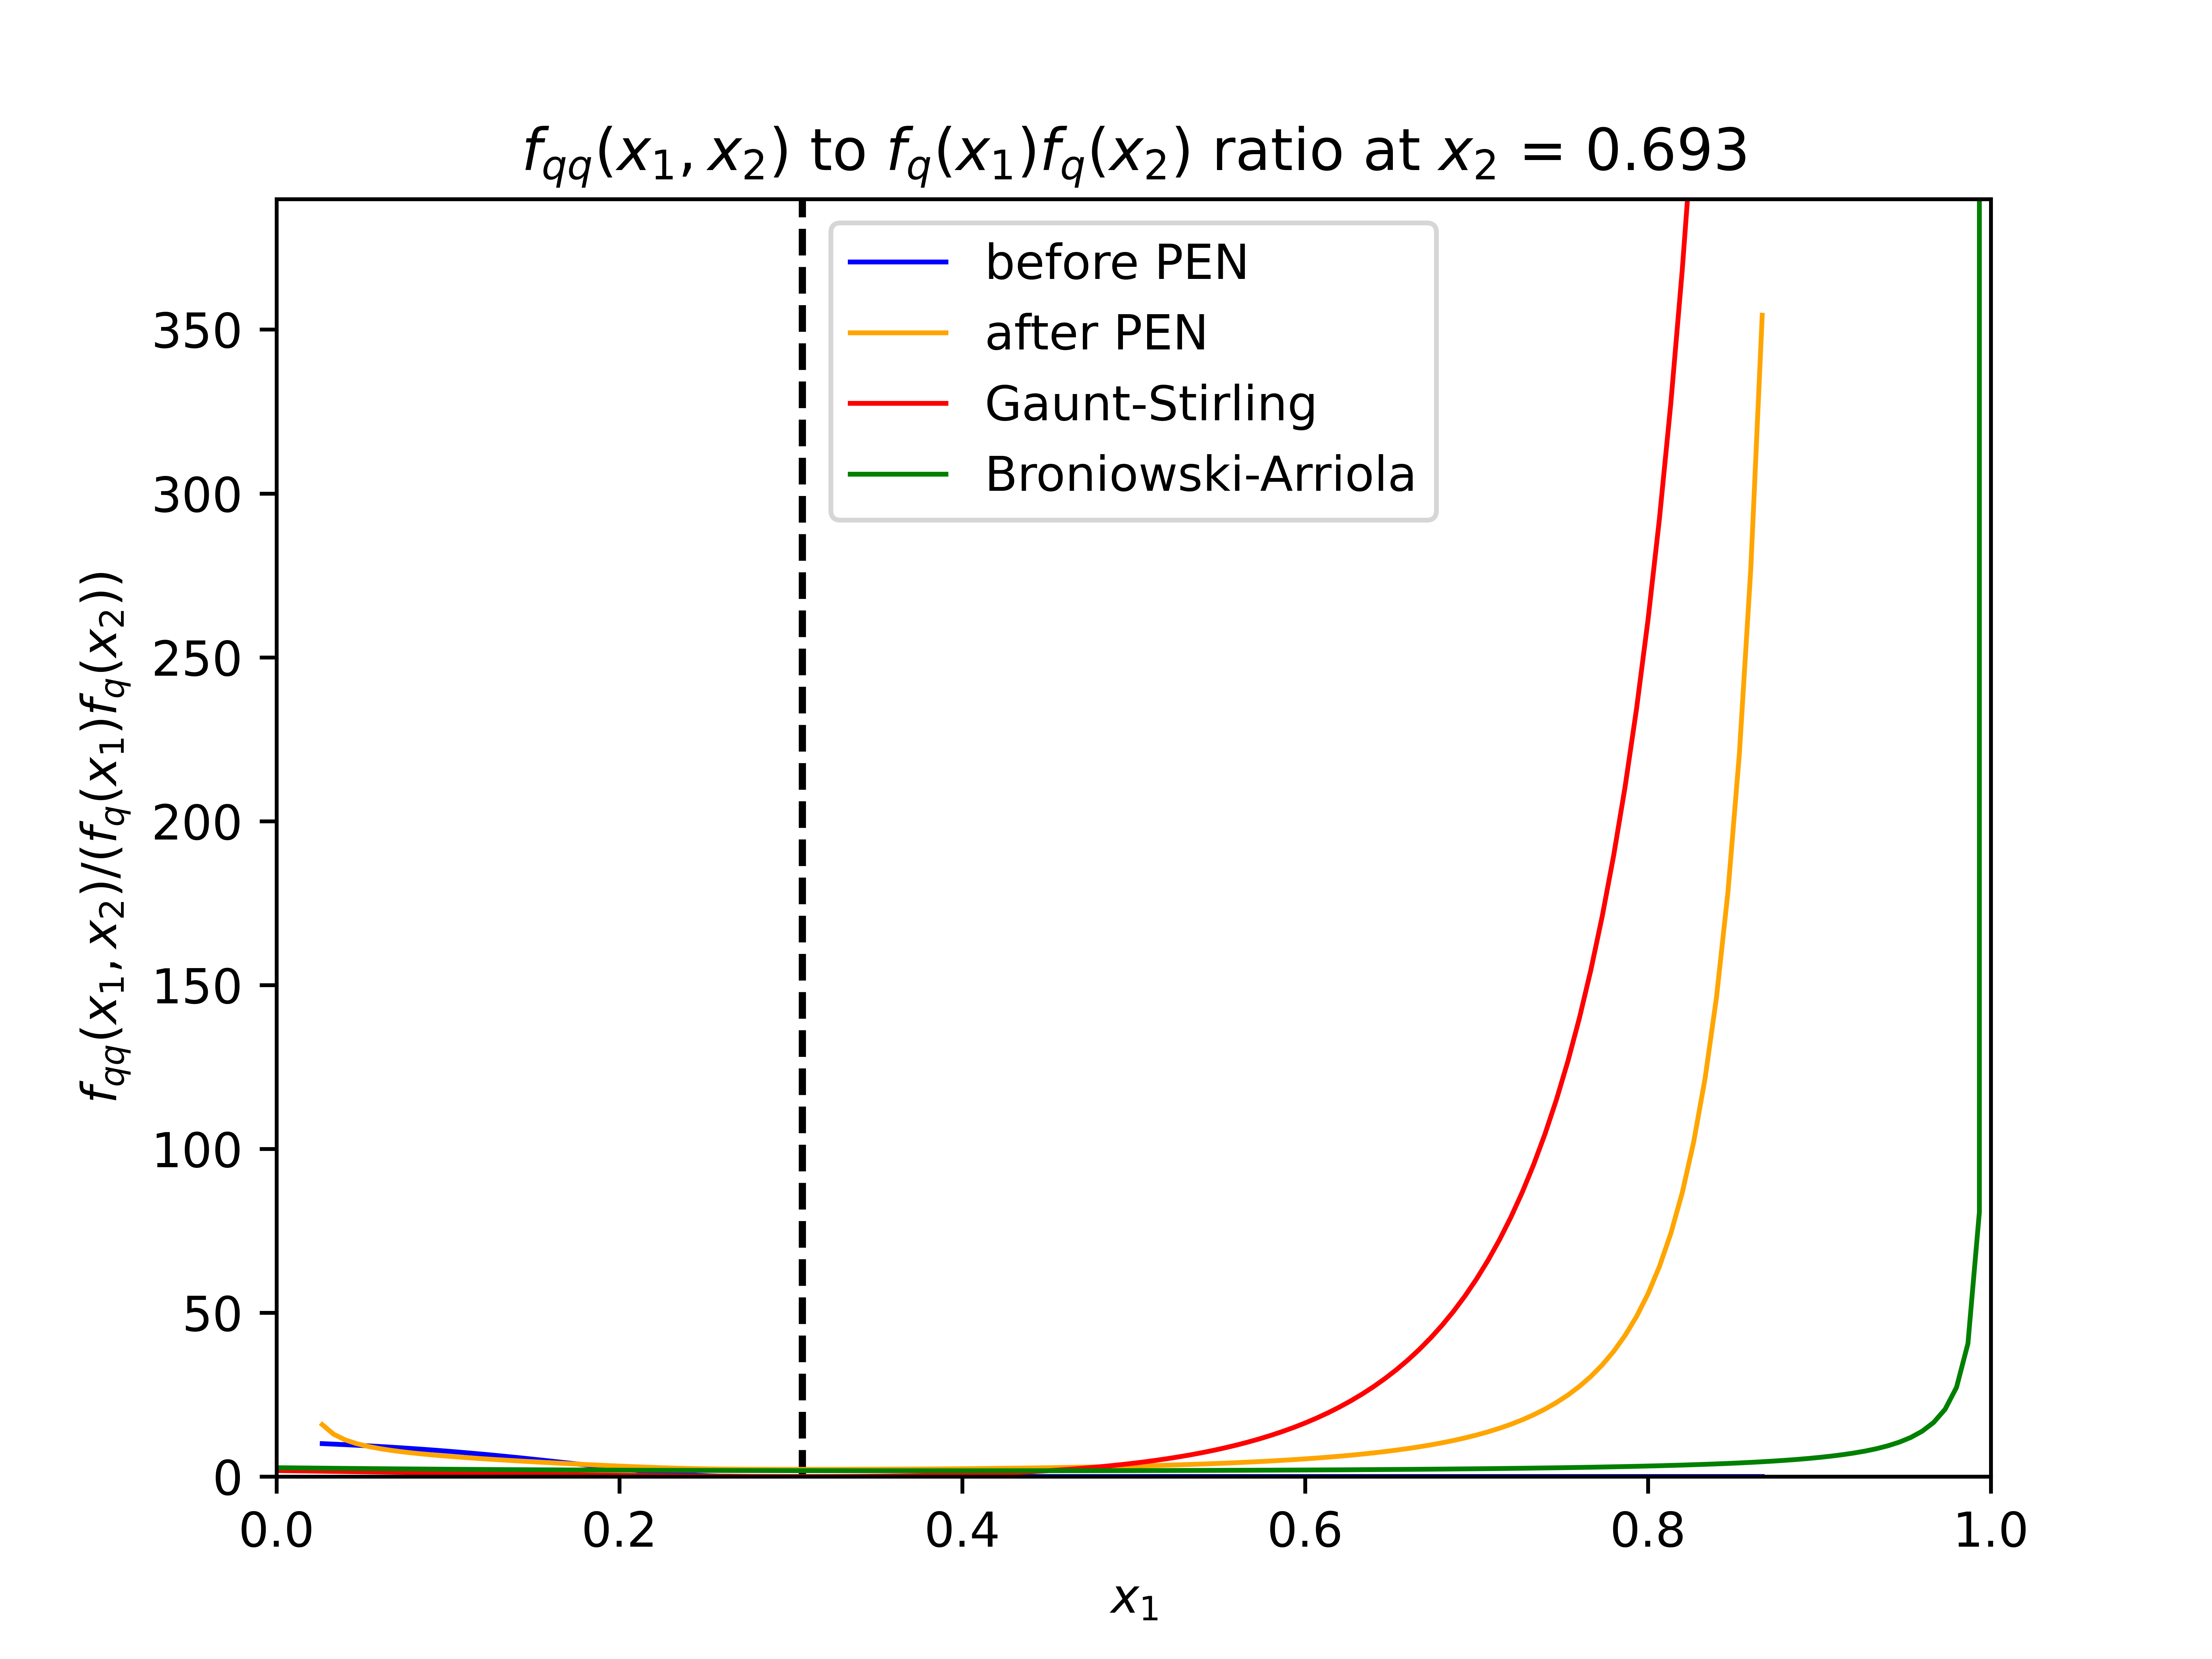 f_qq(x_1, x_2) to f_q(x_1)f_q(x_2) ratio at x_2 = 0.693
before PEN
after PEN
Gaunt-Stirling
Broniowski-Arriola
f_qq(x_1, x_2)/(f_q(x_1)f_q(x_2))
350
300
250
200
150
100
50
0
0.0 0.2 0.4 0.6 0.8 1.0
x_1